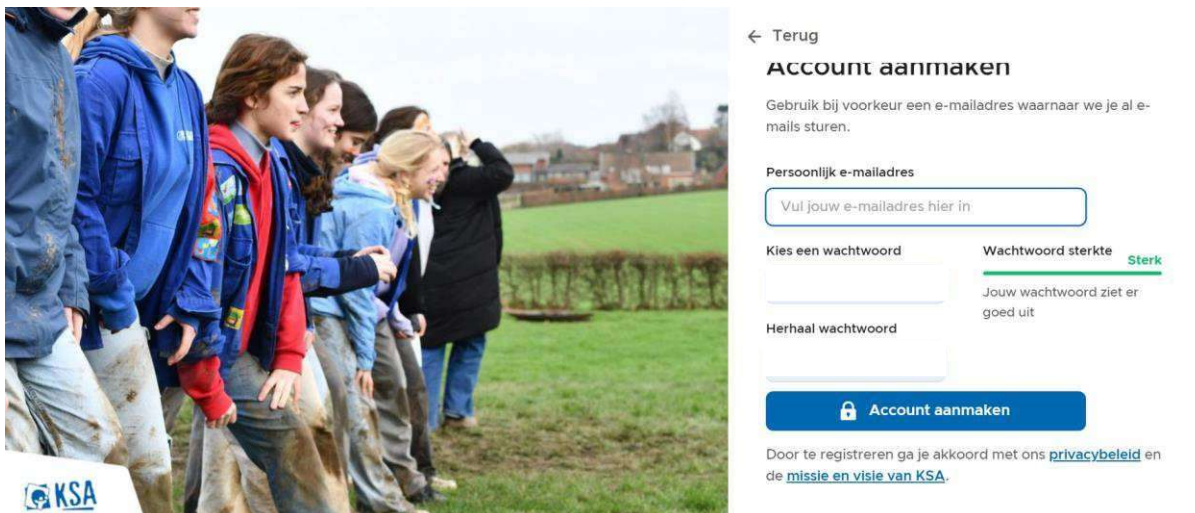 ← Terug
Account aanmaken
Gebruik bij voorkeur een e-mailadres waarnaar we je al e-
mails sturen.
Persoonlijk e-mailadres
Vul jouw e-mailadres hier in
Kies een wachtwoord
Wachtwoord sterkte
Sterk
Jouw wachtwoord ziet er
goed uit
Herhaal wachtwoord
Account aanmaken
Door te registreren ga je akkoord met ons privacybeleid en
de missie en visie van KSA.
KSA